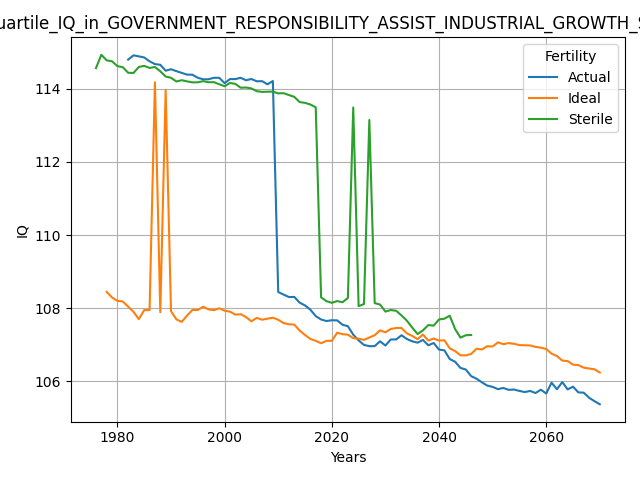 uartile_IQ_in_GOVERNMENT_RESPONSIBILITY_ASSIST_INDUSTRIAL_GROWTH_S
Fertility
Actual
Ideal
Sterile
114
112
110
108
106
IQ
1980 2000 2020 2040 2060
Years